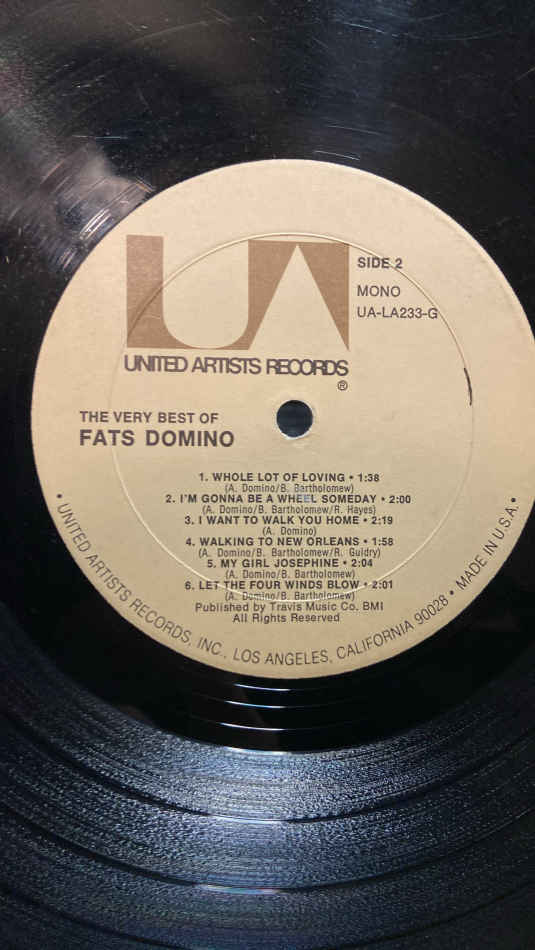 UA
SIDE 2
MONO
UA-LA233-G
UNITED ARTISTS RECORDS
®
THE VERY BEST OF
FATS DOMINO
1. WHOLE LOT OF LOVING • 1:38
(A. Domino/B. Bartholomew)
2. I'M GONNA BE A WHEEL SOMEDAY • 2:00
(A. Domino/B. Bartholomew/R. Hayes)
3. I WANT TO WALK YOU HOME • 2:19
(A. Domino)
4. WALKING TO NEW ORLEANS • 1:58
(A. Domino/B. Bartholomew/R. Guidry)
5. MY GIRL JOSEPHINE • 2:04
(A. Domino/B. Bartholomew)
6. LET THE FOUR WINDS BLOW • 2:01
(A. Domino/B. Bartholomew)
Published by Travis Music Co. BMI
All Rights Reserved
• UNITED ARTISTS RECORDS, INC., LOS ANGELES, CALIFORNIA 90028 • MADE IN U.S.A. •